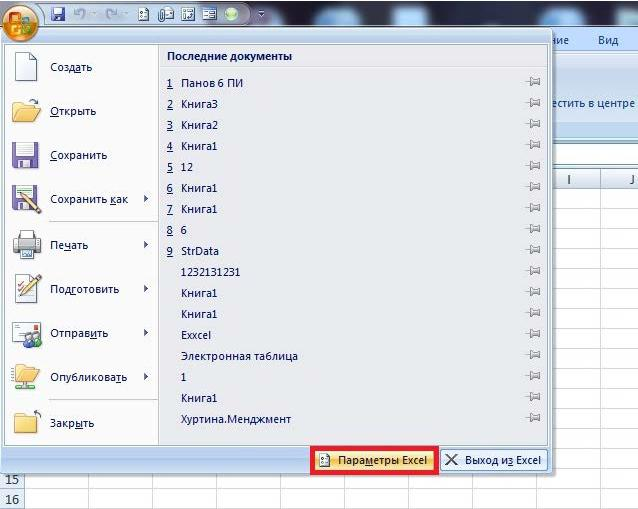 ние Вид
Последние документы
Создать
Открыть
Сохранить
Сохранить как
Печать
Подготовить
Отправить
Опубликовать
Закрыть
1 Панов 6 ПИ
2 Книга3
3 Книга2
4 Книга1
5 12
6 Книга1
7 Книга1
8 6
9 StrData
1232131231
Книга1
Книга1
Exxcel
Электронная таблица
1
Книга1
Хуртина.Менджмент
естить в центре
I J
Параметры Excel Выход из Excel
15
16